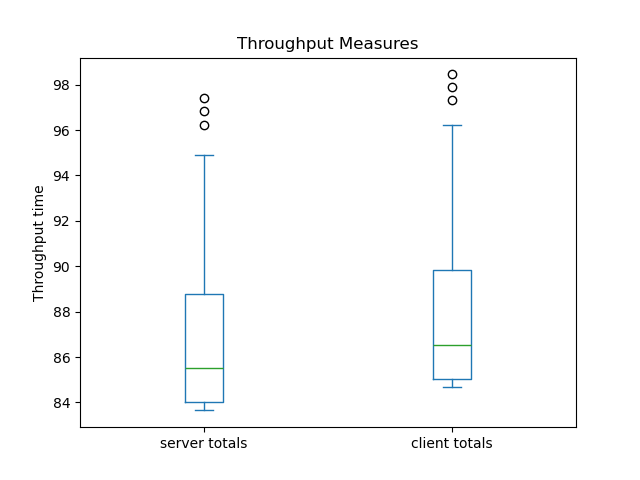 Throughput Measures
Throughput time
98
96
94
92
90
88
86
84
server totals
client totals